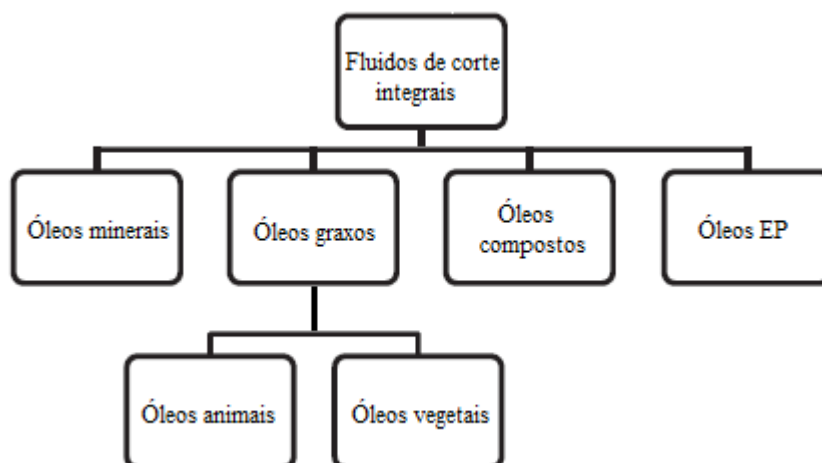 Fluidos de corte
integrais
Óleos minerais
Óleos graxos
Óleos
compostos
Óleos EP
Óleos animais
Óleos vegetais